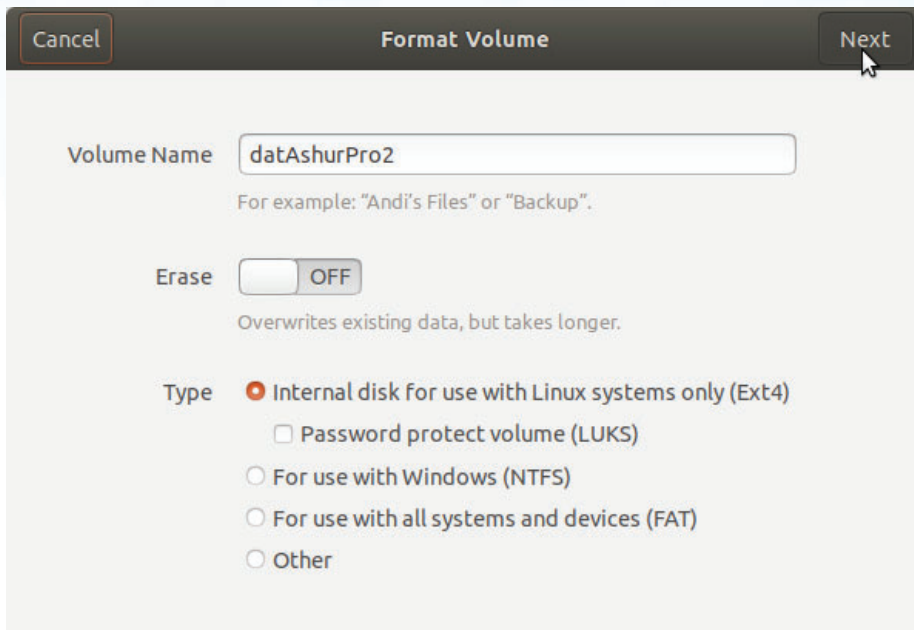 Cancel
Format Volume
Next
Volume Name
datAshurPro2
For example: “Andi’s Files” or “Backup”.
Erase
OFF
Overwrites existing data, but takes longer.
Type
Internal disk for use with Linux systems only (Ext4)
Password protect volume (LUKS)
For use with Windows (NTFS)
For use with all systems and devices (FAT)
Other